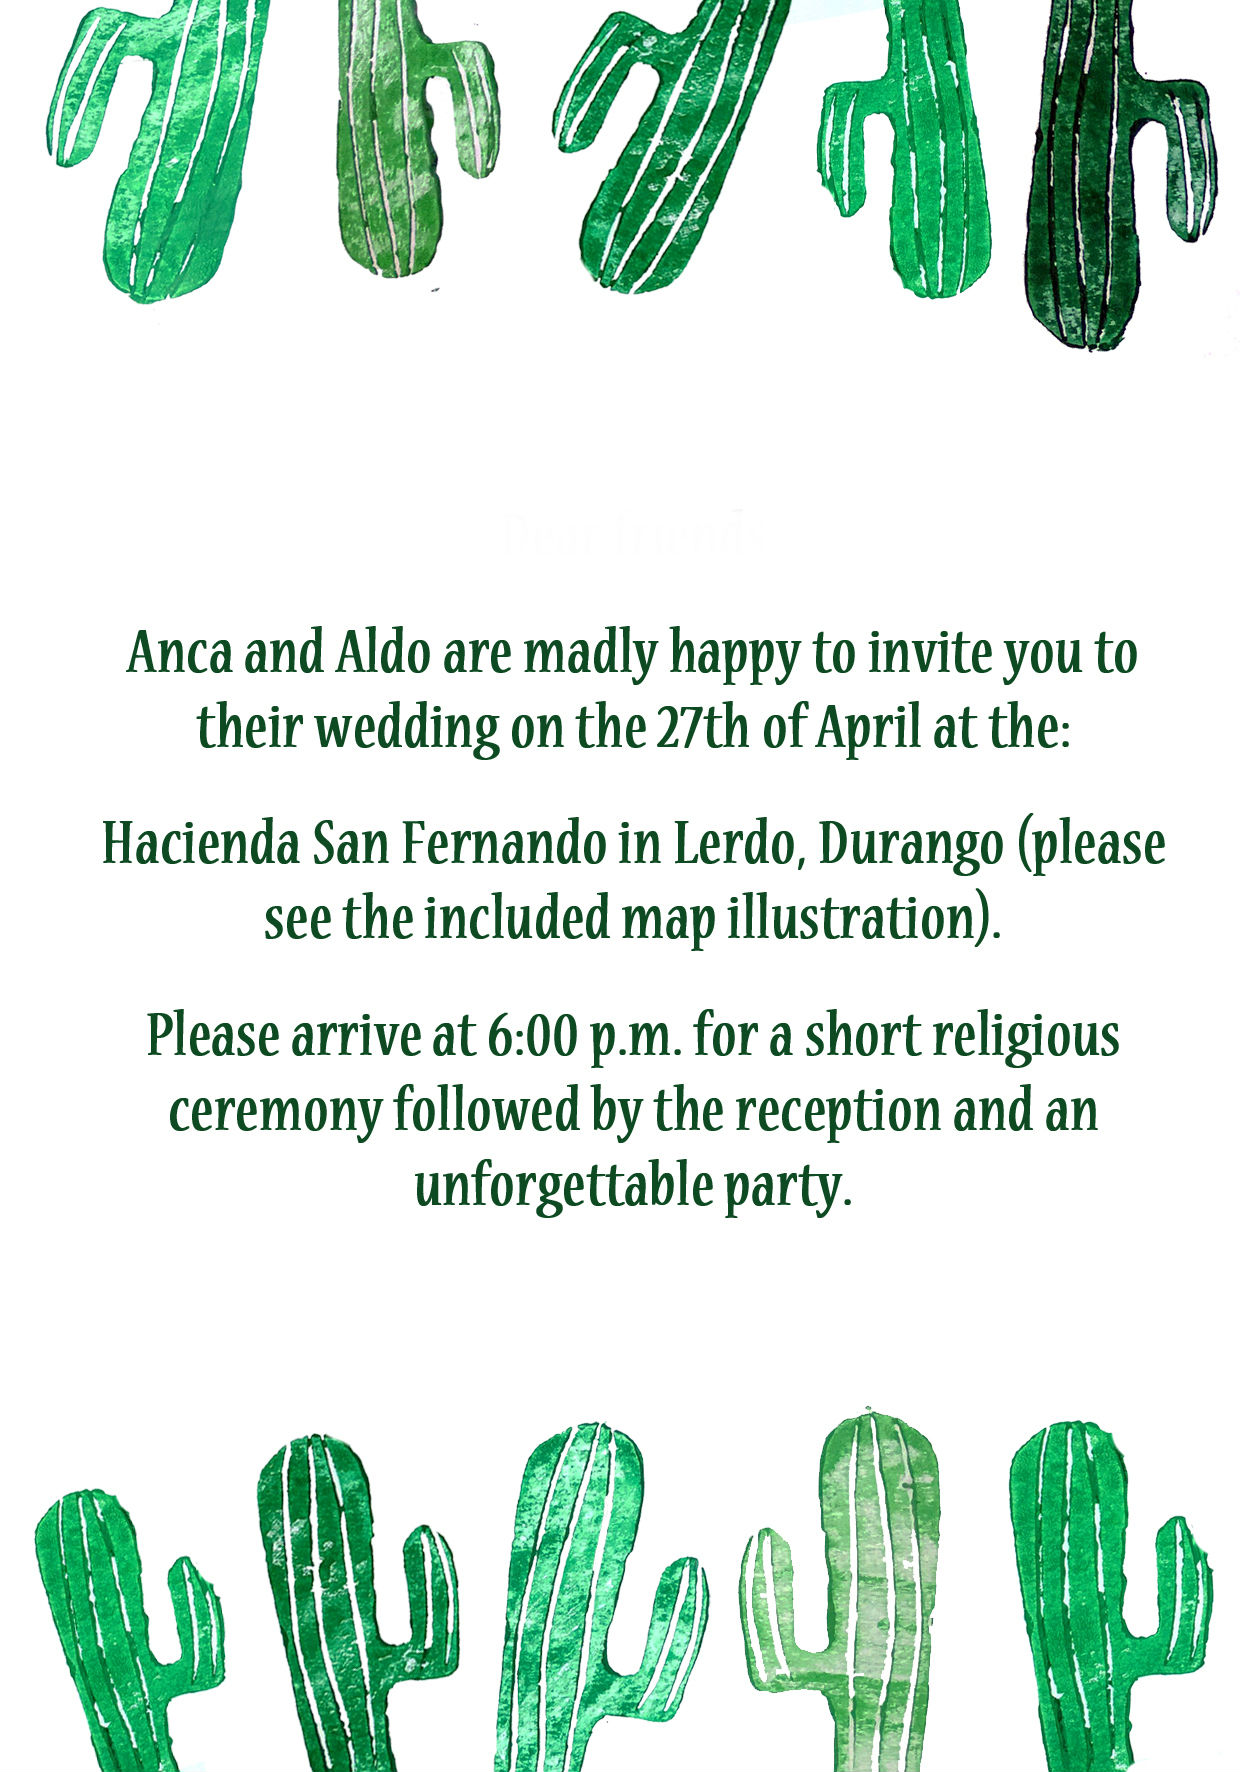 Dear friends
Anca and Aldo are madly happy to invite you to
their wedding on the 27th of April at the:
Hacienda San Fernando in Lerdo, Durango (please
see the included map illustration).
Please arrive at 6:00 p.m. for a short religious
ceremony followed by the reception and an
unforgettable party.